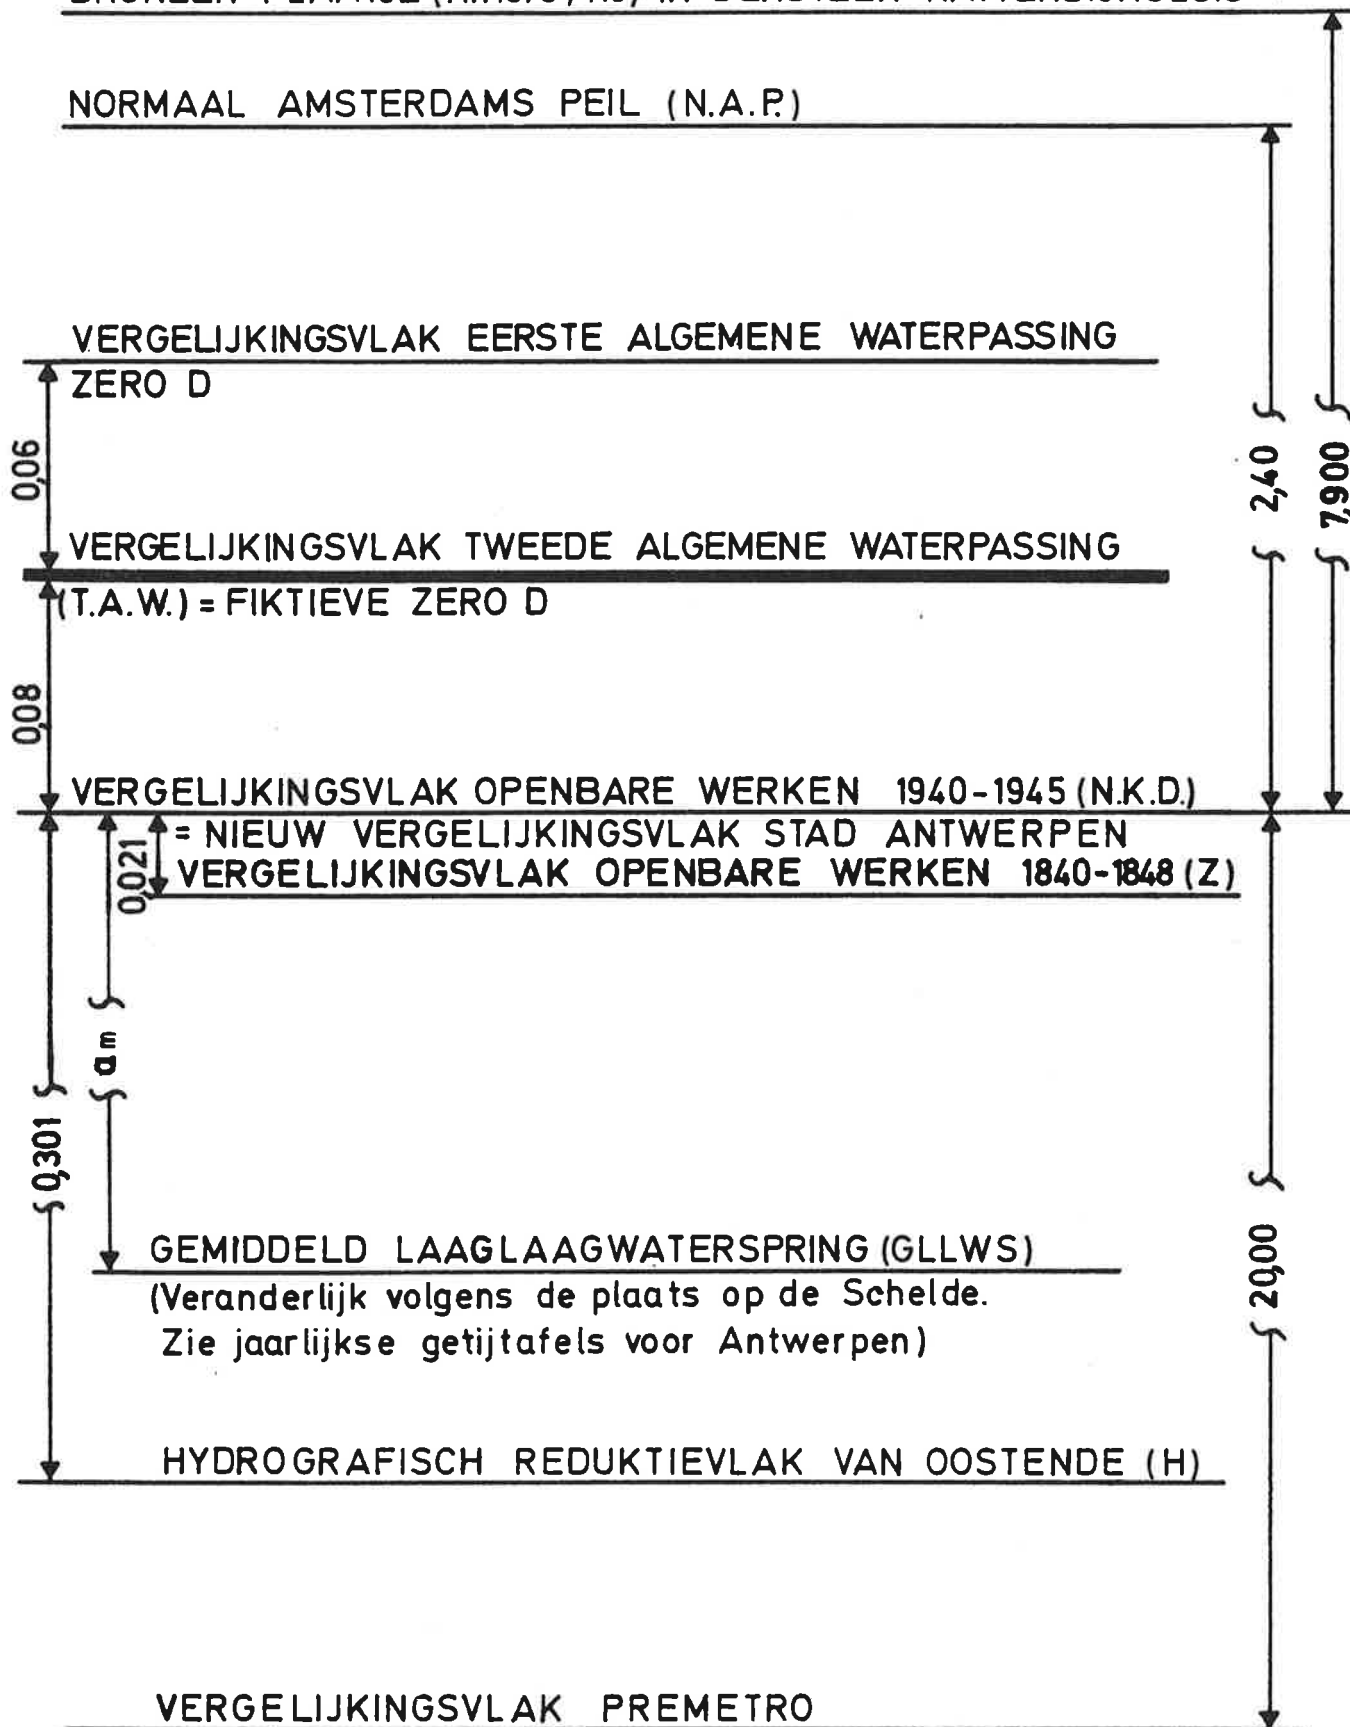 NORMAAL AMSTERDAMS PEIL (N.A.P.)
VERGELIJKINGSVLAK EERSTE ALGEMENE WATERPASSING
ZERO D
0,06
2,40
7,900
VERGELIJKINGSVLAK TWEEDE ALGEMENE WATERPASSING
(T.A.W.) = FIKTIEVE ZERO D
0,08
VERGELIJKINGSVLAK OPENBARE WERKEN 1940-1945 (N.K.D.)
= NIEUW VERGELIJKINGSVLAK STAD ANTWERPEN
0,021
VERGELIJKINGSVLAK OPENBARE WERKEN 1840-1848 (Z)
am
0,301
GEMIDDELD LAAGLAAGWATERSPRING (GLLWS)
(Veranderlijk volgens de plaats op de Schelde.
Zie jaarlijkse getijtafels voor Antwerpen)
20,00
HYDROGRAFISCH REDUKTIEVLAK VAN OOSTENDE (H)
VERGELIJKINGSVLAK PREMETRO